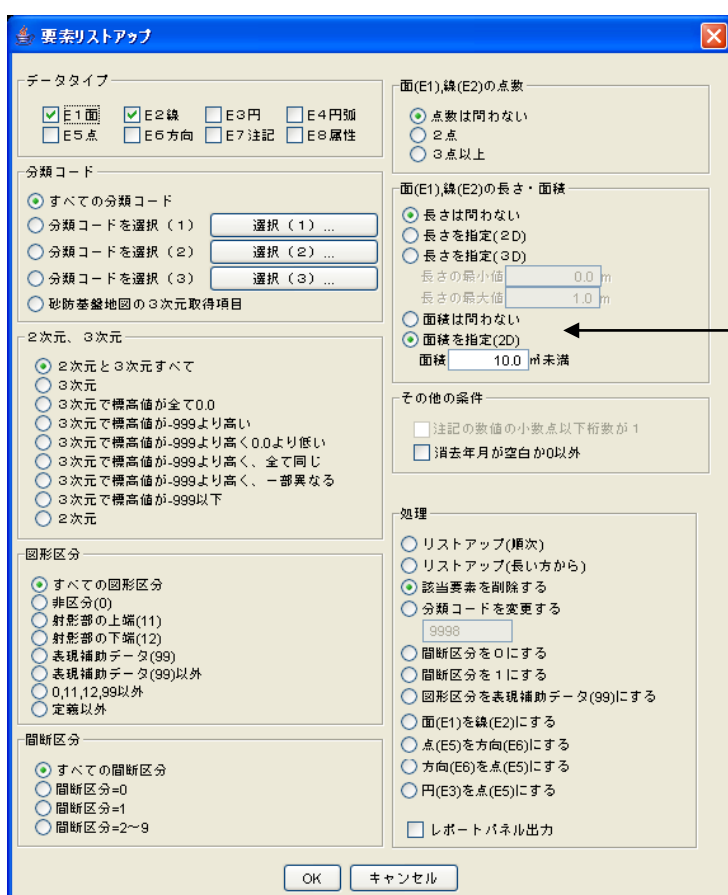 要素リストアップ
データタイプ
E1面 E2線 E3円 E4円弧
E5点 E6方向 E7注記 E8属性
分類コード
すべての分類コード
分類コードを選択（1） 選択（1）...
分類コードを選択（2） 選択（2）...
分類コードを選択（3） 選択（3）...
砂防基盤地図の3次元取得項目
2次元、3次元
2次元と3次元すべて
3次元
3次元で標高値が全て0.0
3次元で標高値が-999より高い
3次元で標高値が-999より高く0.0より低い
3次元で標高値が-999より高く、全て同じ
3次元で標高値が-999より高く、一部異なる
3次元で標高値が-999以下
2次元
図形区分
すべての図形区分
非区分(0)
射影部の上端(11)
射影部の下端(12)
表現補助データ(99)
表現補助データ(99)以外
0,11,12,99以外
定義以外
間断区分
すべての間断区分
間断区分=0
間断区分=1
間断区分=2～9
面(E1),線(E2)の点数
点数は問わない
2点
3点以上
面(E1),線(E2)の長さ・面積
長さは問わない
長さを指定(2D)
長さを指定(3D)
長さの最小値 0.0 m
長さの最大値 1.0 m
面積は問わない
面積を指定(2D)
面積 10.0 ㎡未満
その他の条件
注記の数値の小数点以下桁数が1
消去年月が空白か0以外
処理
リストアップ(順次)
リストアップ(長い方から)
該当要素を削除する
分類コードを変更する
9998
間断区分を0にする
間断区分を1にする
図形区分を表現補助データ(99)にする
面(E1)を線(E2)にする
点(E5)を方向(E6)にする
方向(E6)を点(E5)にする
円(E3)を点(E5)にする
レポートパネル出力
OK キャンセル